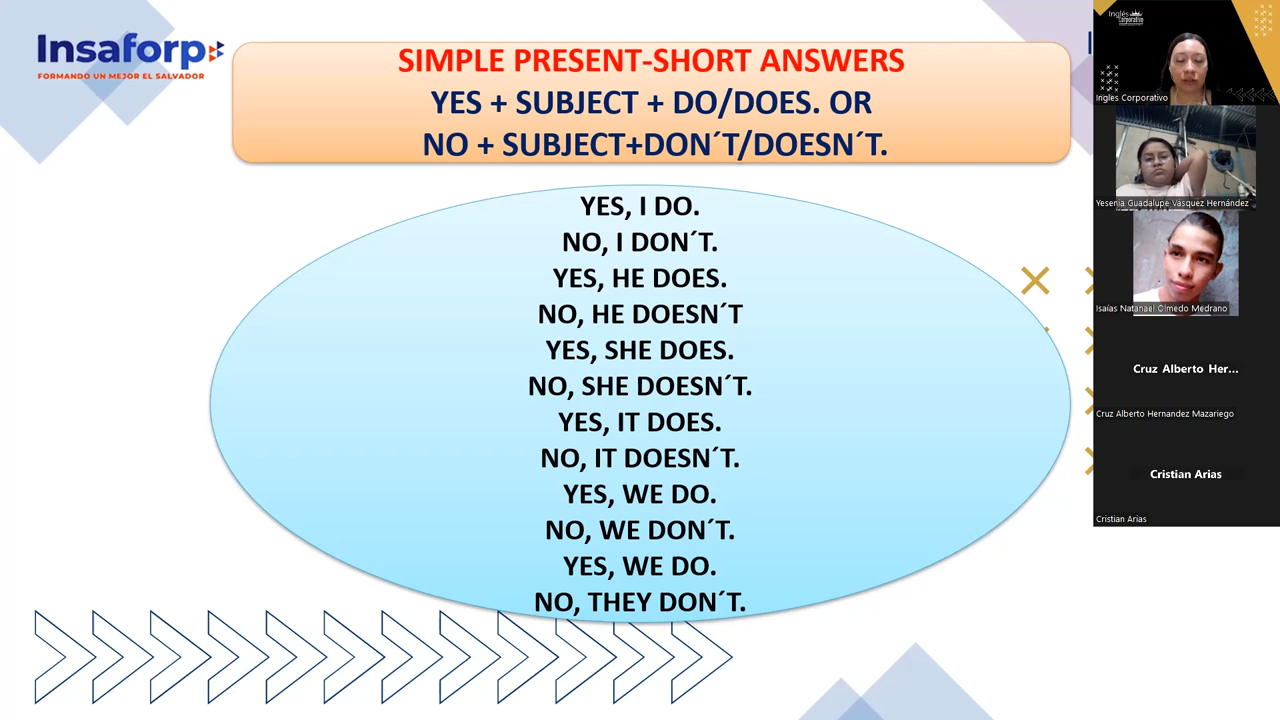 Insaforp
FORMANDO UN MEJOR EL SALVADOR
SIMPLE PRESENT-SHORT ANSWERS
YES + SUBJECT + DO/DOES. OR
NO + SUBJECT+DON´T/DOESN´T.
YES, I DO.
NO, I DON´T.
YES, HE DOES.
NO, HE DOESN´T
YES, SHE DOES.
NO, SHE DOESN´T.
YES, IT DOES.
NO, IT DOESN´T.
YES, WE DO.
NO, WE DON´T.
YES, WE DO.
NO, THEY DON´T.
Inglés
Corporativo
Ingles Corporativo
Yesenia Guadalupe Vásquez Hernández
Isaías Natanael Olmedo Medrano
Cruz Alberto Her...
Cruz Alberto Hernandez Mazariego
Cristian Arias
Cristian Arias